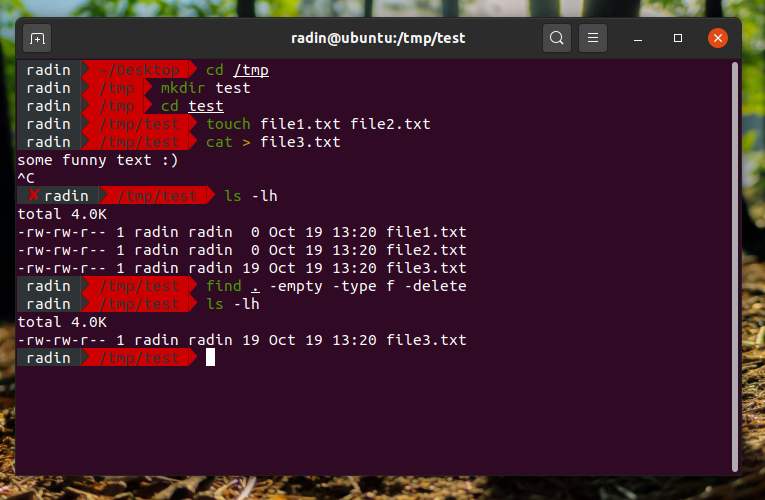 radin@ubuntu:/tmp/test
radin ~/Desktop cd /tmp
radin /tmp mkdir test
radin /tmp cd test
radin /tmp/test touch file1.txt file2.txt
radin /tmp/test cat > file3.txt
some funny text :)
^C
✘ radin /tmp/test ls -lh
total 4.0K
-rw-rw-r-- 1 radin radin  0 Oct 19 13:20 file1.txt
-rw-rw-r-- 1 radin radin  0 Oct 19 13:20 file2.txt
-rw-rw-r-- 1 radin radin 19 Oct 19 13:20 file3.txt
radin /tmp/test find . -empty -type f -delete
radin /tmp/test ls -lh
total 4.0K
-rw-rw-r-- 1 radin radin 19 Oct 19 13:20 file3.txt
radin /tmp/test